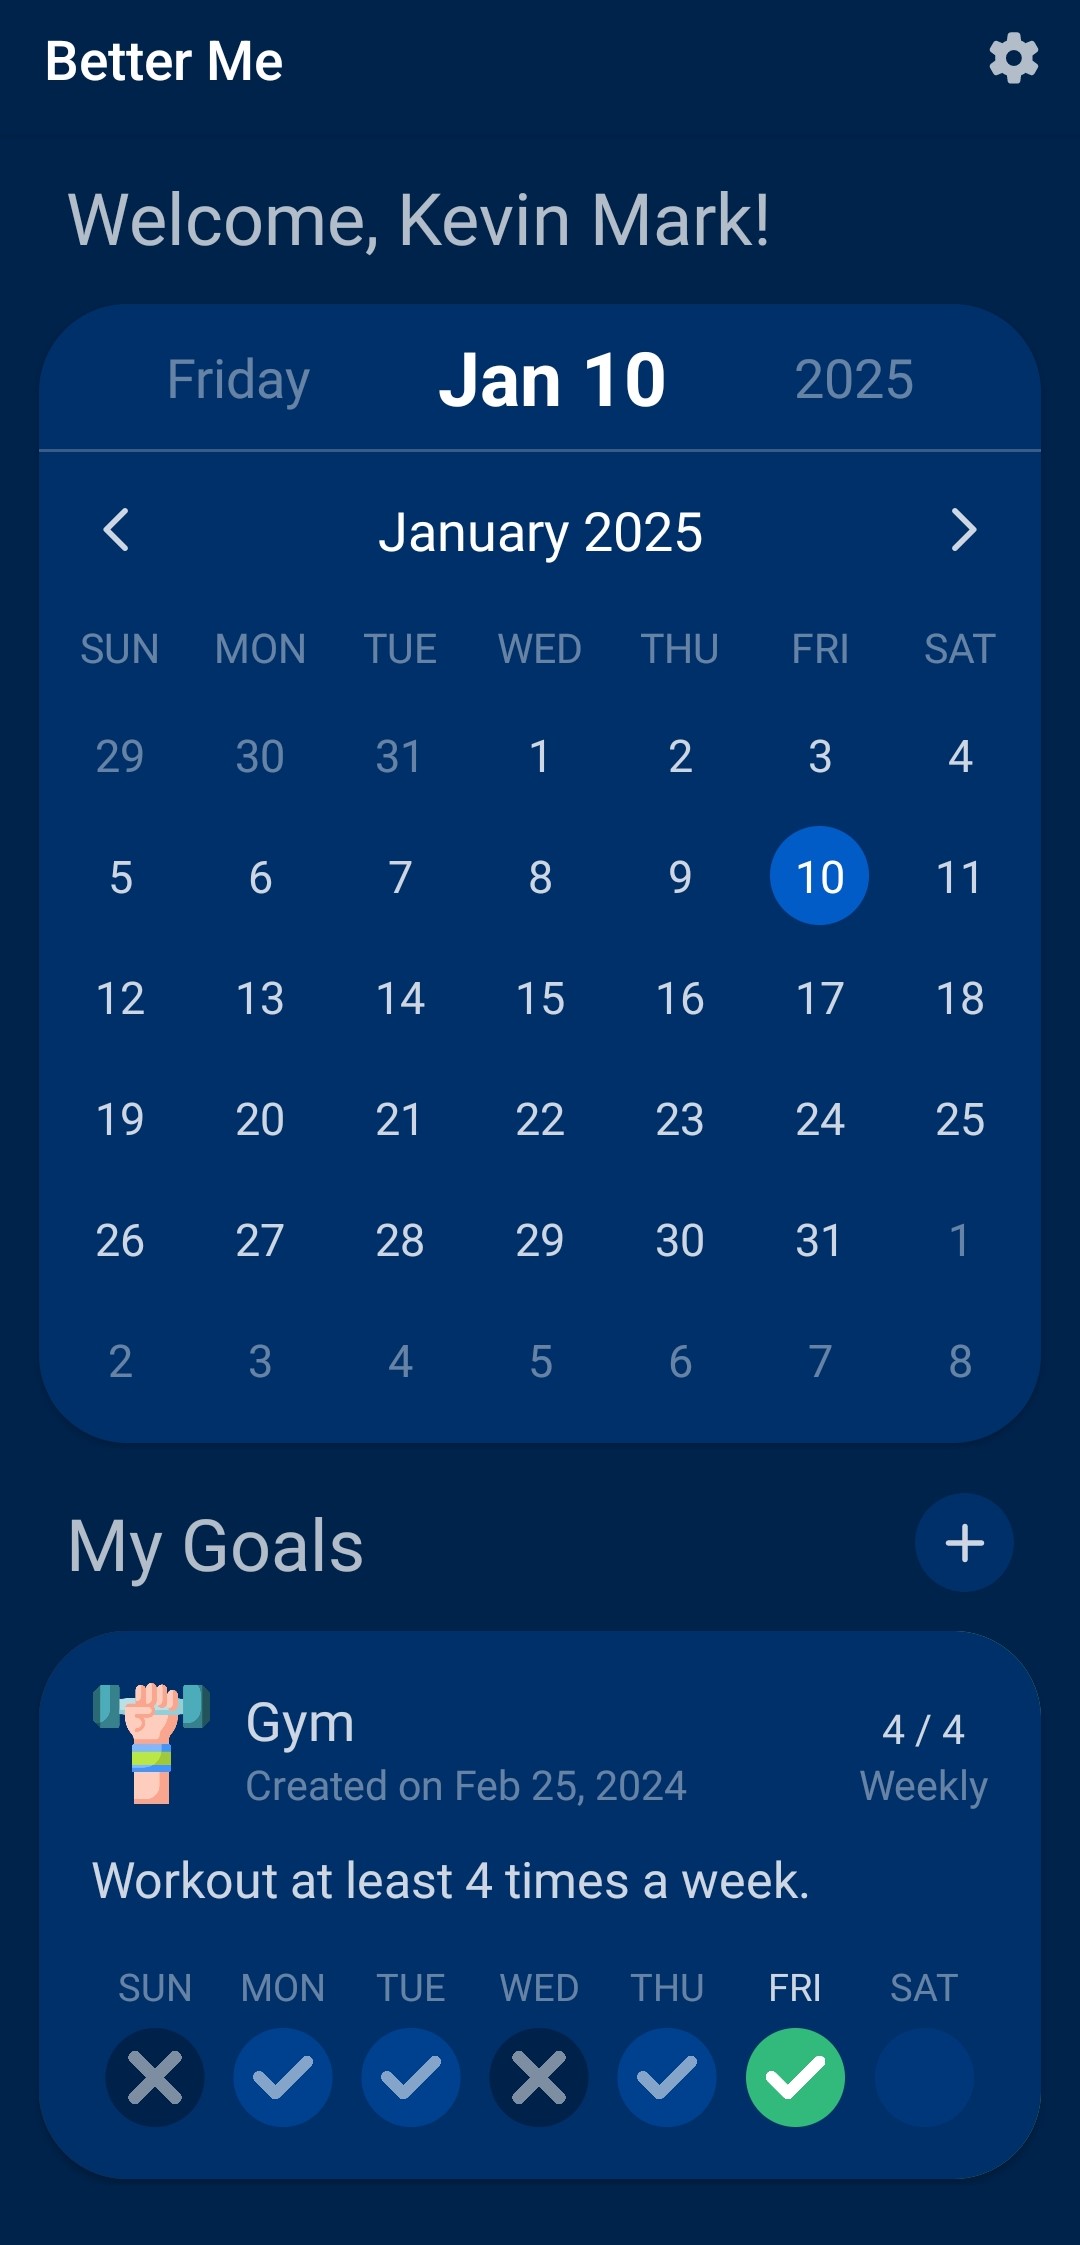 Better Me
Welcome, Kevin Mark!
Friday Jan 10 2025
January 2025
SUN MON TUE WED THU FRI SAT
29 30 31 1 2 3 4
5 6 7 8 9 10 11
12 13 14 15 16 17 18
19 20 21 22 23 24 25
26 27 28 29 30 31 1
2 3 4 5 6 7 8
My Goals
Gym 4 / 4
Created on Feb 25, 2024 Weekly
Workout at least 4 times a week.
SUN MON TUE WED THU FRI SAT